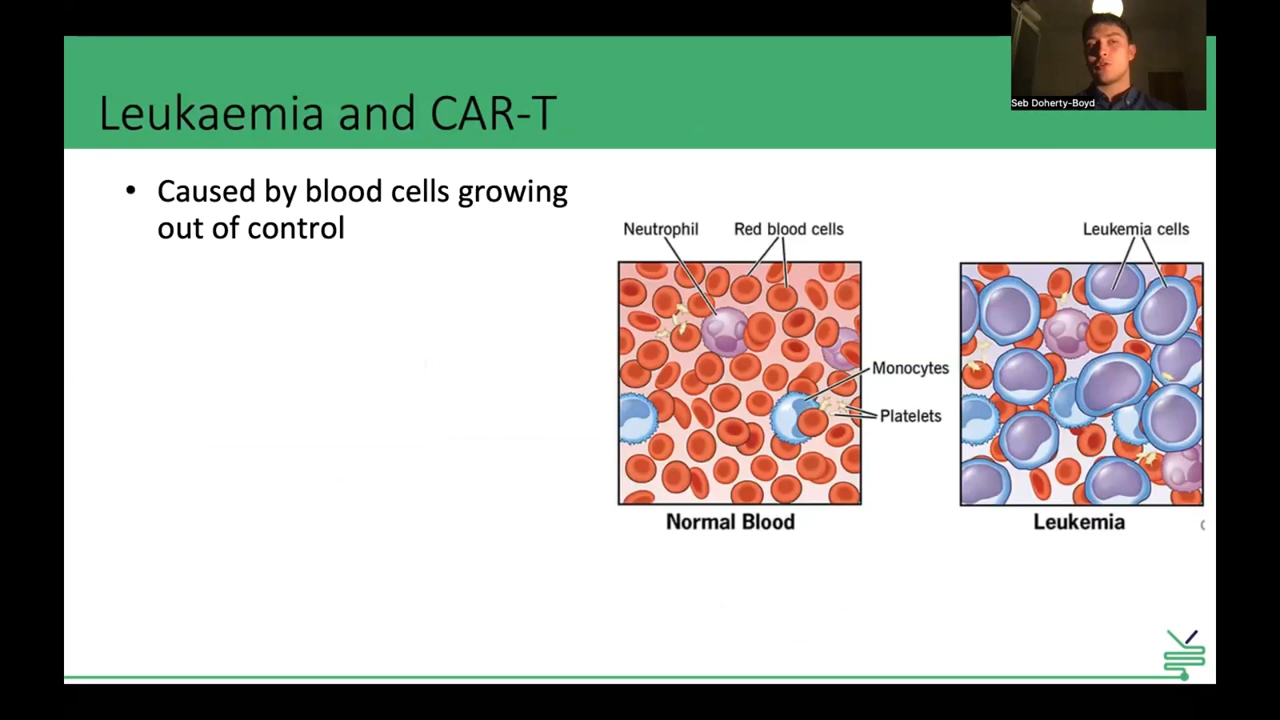 Seb Doherty-Boyd
Leukaemia and CAR-T
• Caused by blood cells growing
out of control
Neutrophil
Red blood cells
Leukemia cells
Monocytes
Platelets
Normal Blood
Leukemia